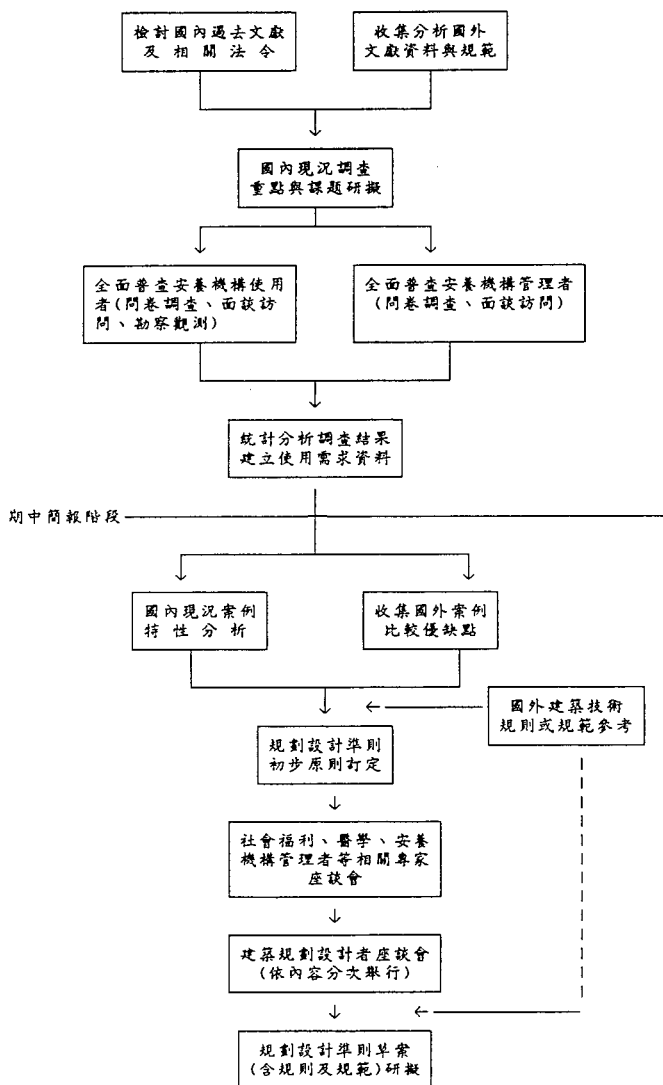 檢討國內過去文獻
及相關法令
收集分析國外
文獻資料與規範
國內現況調查
重點與課題研擬
全面普查安養機構使用
者(問卷調查、面談訪
問、勘察觀測)
全面普查安養機構管理者
(問卷調查、面談訪問)
統計分析調查結果
建立使用需求資料
期中簡報階段
國內現況案例
特性分析
收集國外案例
比較優缺點
國外建築技術
規則或規範參考
規劃設計準則
初步原則訂定
社會福利、醫學、安養
機構管理者等相關專家
座談會
建築規劃設計者座談會
(依內容分次舉行)
規劃設計準則草案
(含規則及規範)研擬